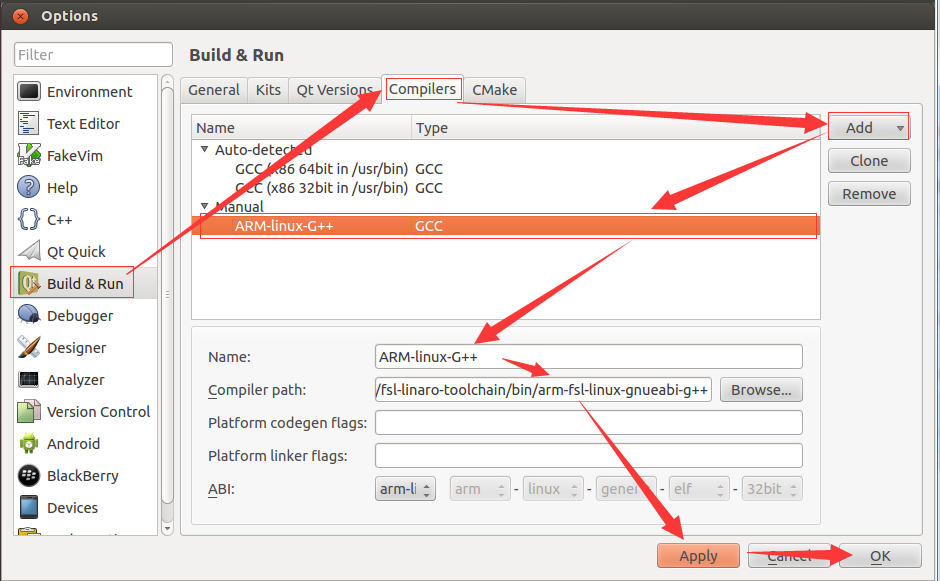 Options
Filter
Environment
Text Editor
FakeVim
Help
C++
Qt Quick
Build & Run
Debugger
Designer
Analyzer
Version Control
Android
BlackBerry
Devices
Build & Run
General Kits Qt Versions Compilers CMake
Name Type
Auto-detected
GCC (x86 64bit in /usr/bin) GCC
GCC (x86 32bit in /usr/bin) GCC
Manual
ARM-linux-G++ GCC
Add
Clone
Remove
Name: ARM-linux-G++
Compiler path: /fsl-linaro-toolchain/bin/arm-fsl-linux-gnueabi-g++ Browse...
Platform codegen flags:
Platform linker flags:
ABI: arm-li arm - linux - gener - elf - 32bit
Apply Cancel OK